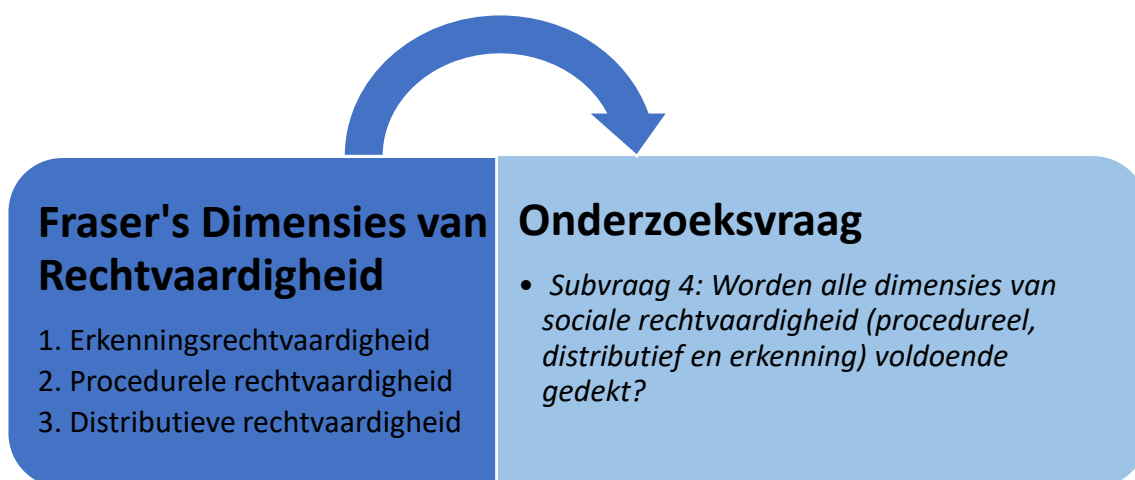 Fraser's Dimensies van
Rechtvaardigheid
1. Erkenningsrechtvaardigheid
2. Procedurele rechtvaardigheid
3. Distributieve rechtvaardigheid
Onderzoeksvraag
• Subvraag 4: Worden alle dimensies van
sociale rechtvaardigheid (procedureel,
distributief en erkenning) voldoende
gedekt?